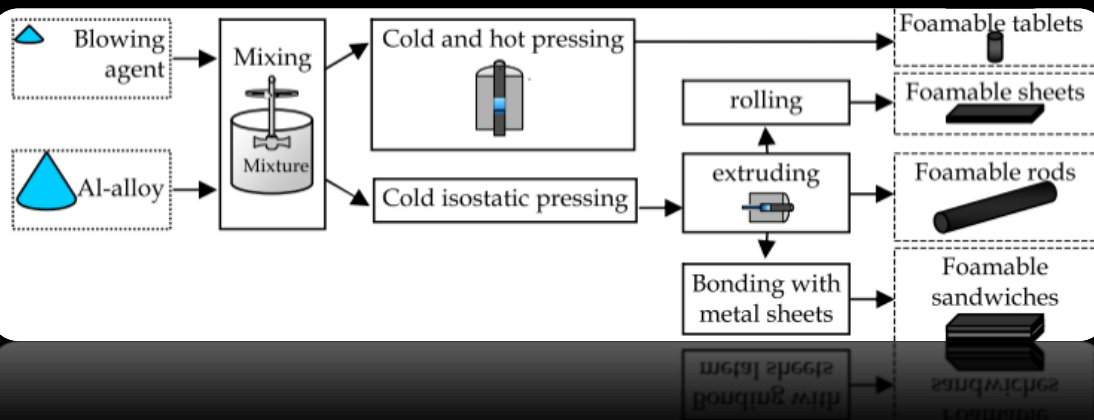 Blowing
agent
Al-alloy
Mixing
Mixture
Cold and hot pressing
Cold isostatic pressing
rolling
extruding
Bonding with
metal sheets
Foamable tablets
Foamable sheets
Foamable rods
Foamable
sandwiches